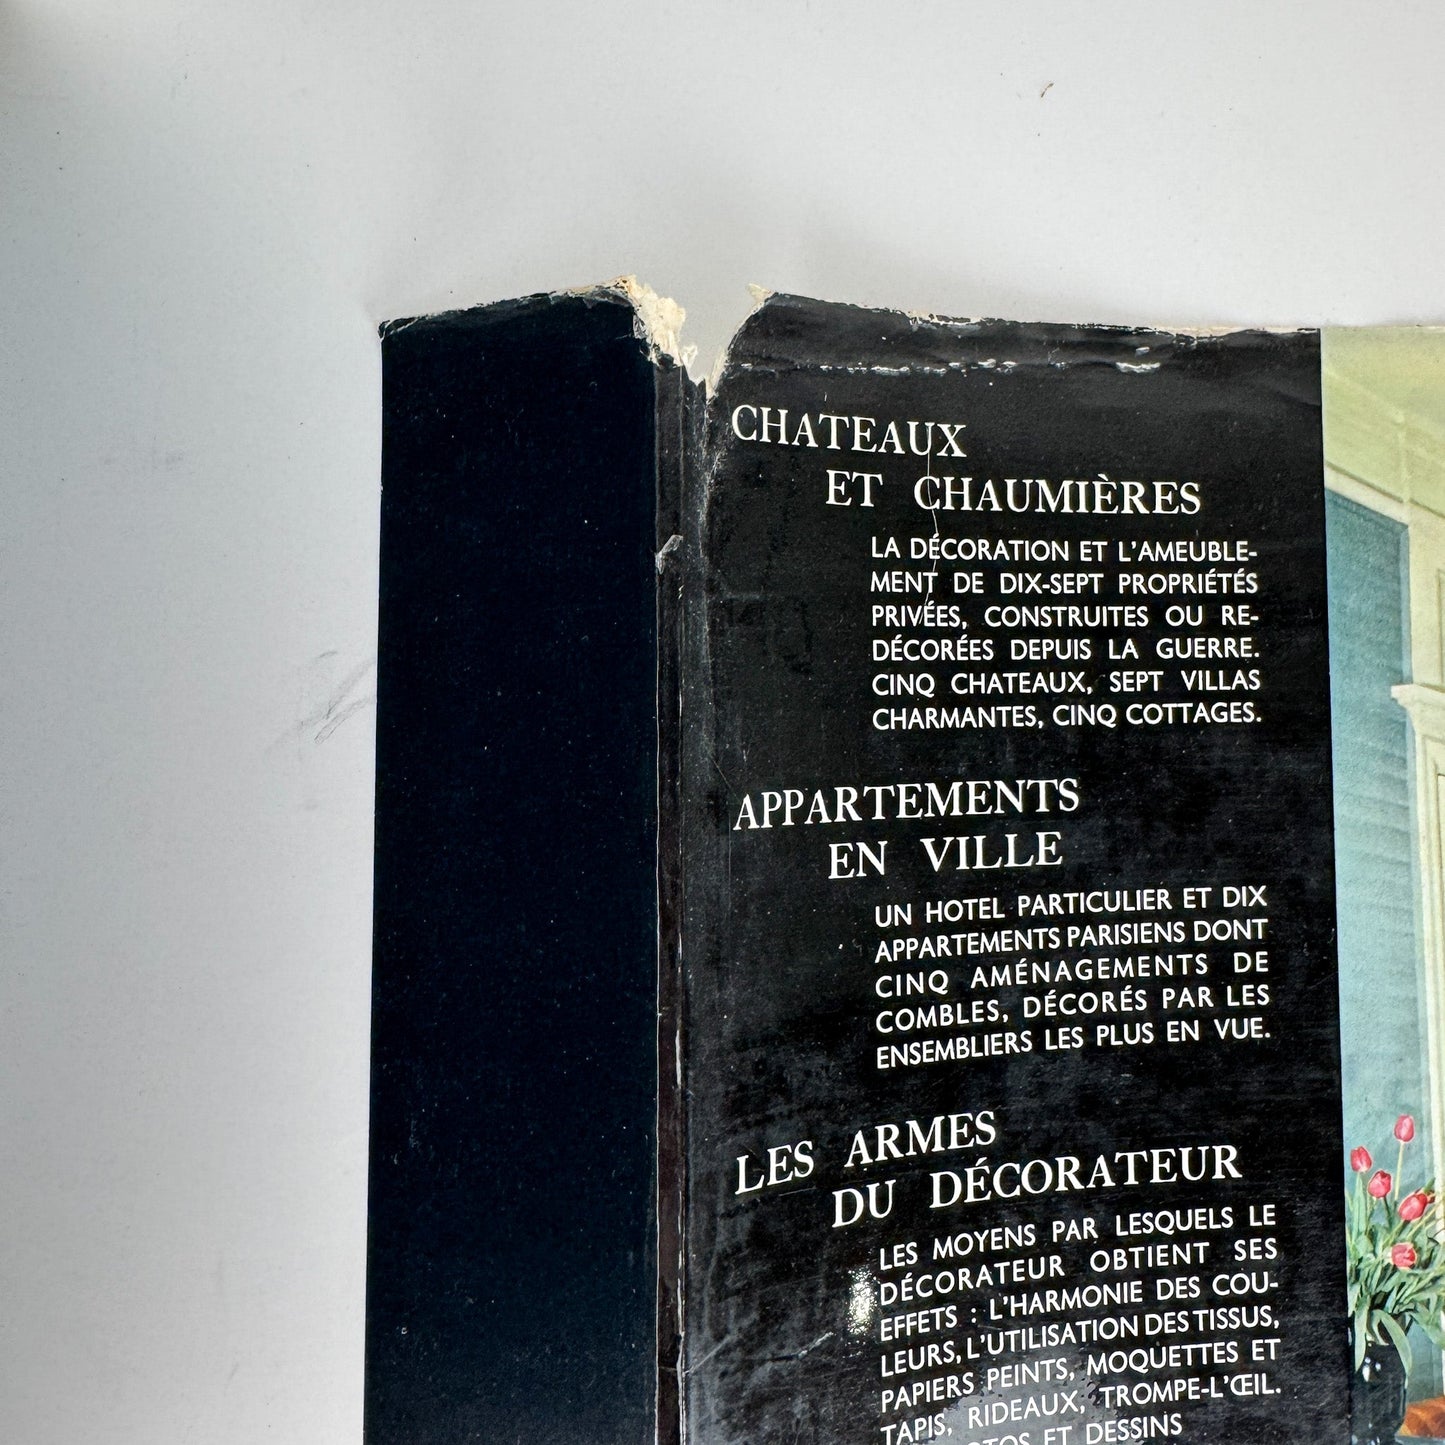 CHATEAUX
ET CHAUMIÈRES
LA DÉCORATION ET L'AMEUBLE-
MENT DE DIX-SEPT PROPRIÉTÉS
PRIVÉES, CONSTRUITES OU RE-
DÉCORÉES DEPUIS LA GUERRE.
CINQ CHATEAUX, SEPT VILLAS
CHARMANTES, CINQ COTTAGES.
APPARTEMENTS
EN VILLE
UN HOTEL PARTICULIER ET DIX
APPARTEMENTS PARISIENS DONT
CINQ AMÉNAGEMENTS DE
COMBLES, DÉCORÉS PAR LES
ENSEMBLIERS LES PLUS EN VUE.
LES ARMES
DU DÉCORATEUR
LES MOYENS PAR LESQUELS LE
DÉCORATEUR OBTIENT SES
EFFETS : L'HARMONIE DES COU-
LEURS, L'UTILISATION DES TISSUS,
PAPIERS PEINTS, MOQUETTES ET
TAPIS, RIDEAUX, TROMPE-L'ŒIL.
ET DESSINS